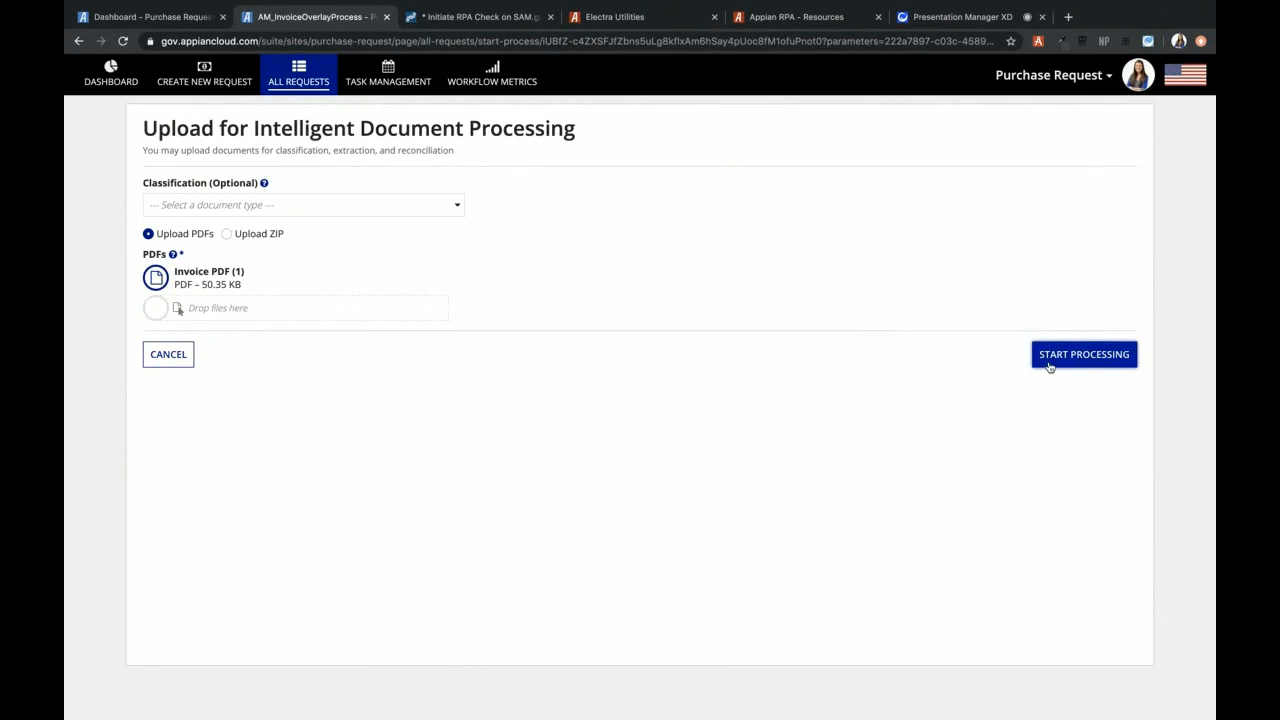 Dashboard - Purchase Reques
AM_InvoiceOverlayProcess - P
* Initiate RPA Check on SAM.g
Electra Utilities
Appian RPA - Resources
Presentation Manager XD
gov.appiancloud.com/suite/sites/purchase-request/page/all-requests/start-process/iUBfZ-c4ZXSFJfZbns5uLg8kflxAm6hSay4pUoc8fM1ofuPnot0?parameters=222a7897-c03c-4589...
NP
DASHBOARD
CREATE NEW REQUEST
ALL REQUESTS
TASK MANAGEMENT
WORKFLOW METRICS
Purchase Request
Upload for Intelligent Document Processing
You may upload documents for classification, extraction, and reconciliation
Classification (Optional)
--- Select a document type ---
Upload PDFs
Upload ZIP
PDFs *
Invoice PDF (1)
PDF – 50.35 KB
Drop files here
CANCEL
START PROCESSING